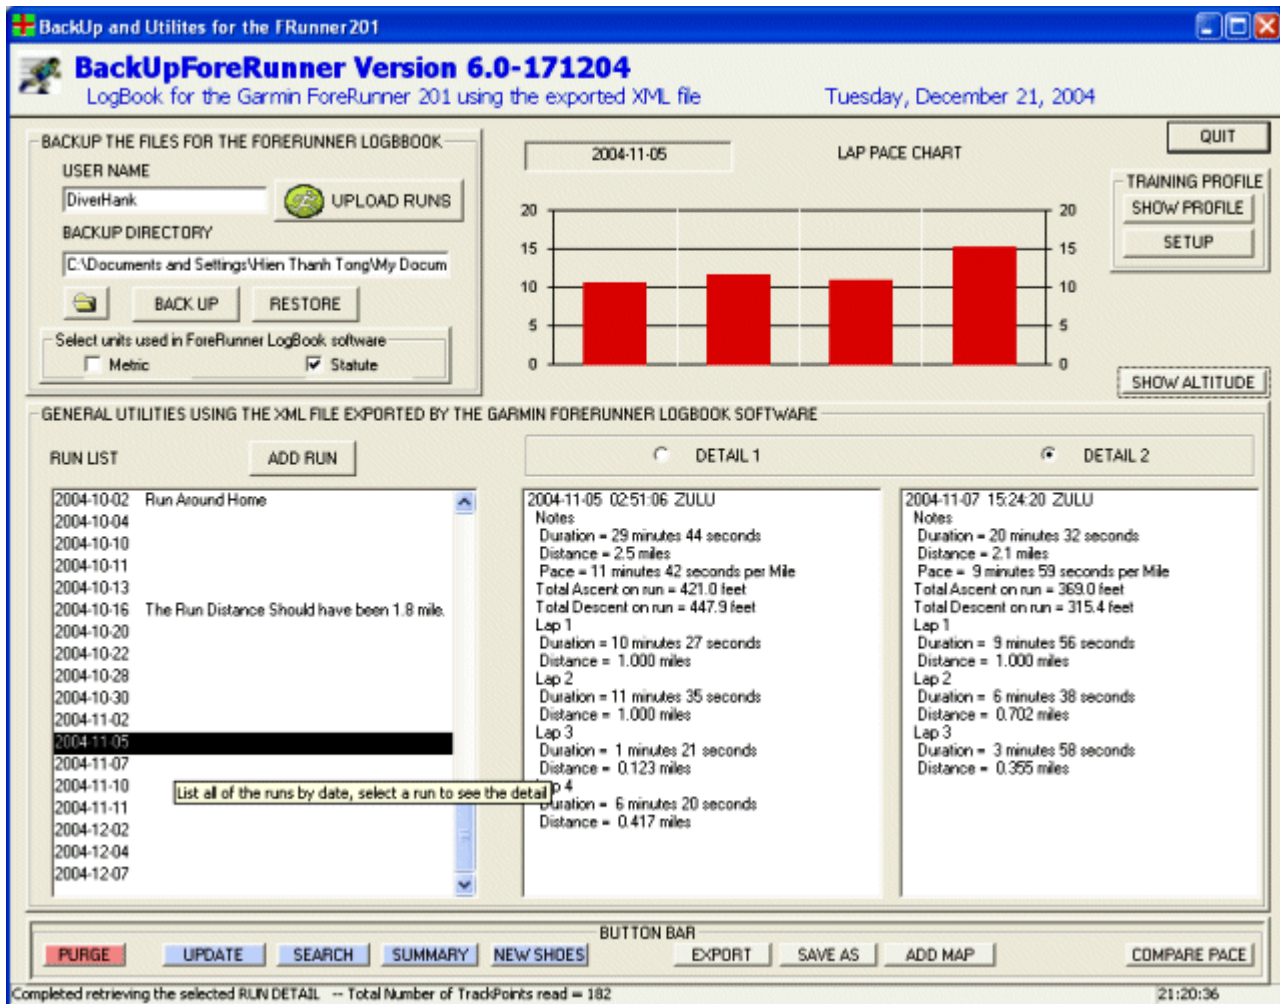 BackUp and Utilites for the FRunner201
BackUpForeRunner Version 6.0-171204
LogBook for the Garmin ForeRunner 201 using the exported XML file
Tuesday, December 21, 2004
BACKUP THE FILES FOR THE FORERUNNER LOGBBOOK
USER NAME
DiverHank
UPLOAD RUNS
BACKUP DIRECTORY
C:\Documents and Settings\Hien Thanh Tong\My Docum
BACK UP
RESTORE
Select units used in ForeRunner LogBook software
Metric
Statute
2004-11-05
LAP PACE CHART
20
15
10
5
0
20
15
10
5
0
QUIT
TRAINING PROFILE
SHOW PROFILE
SETUP
SHOW ALTITUDE
GENERAL UTILITIES USING THE XML FILE EXPORTED BY THE GARMIN FORERUNNER LOGBOOK SOFTWARE
RUN LIST
ADD RUN
DETAIL 1
DETAIL 2
2004-10-02 Run Around Home
2004-10-04
2004-10-10
2004-10-11
2004-10-13
2004-10-16 The Run Distance Should have been 1.8 mile.
2004-10-20
2004-10-22
2004-10-28
2004-10-30
2004-11-02
2004-11-05
2004-11-07
2004-11-10
2004-11-11
2004-12-02
2004-12-04
2004-12-07
List all of the runs by date, select a run to see the detail
2004-11-05 02:51:06 ZULU
Notes
Duration = 29 minutes 44 seconds
Distance = 2.5 miles
Pace = 11 minutes 42 seconds per Mile
Total Ascent on run = 421.0 feet
Total Descent on run = 447.9 feet
Lap 1
Duration = 10 minutes 27 seconds
Distance = 1.000 miles
Lap 2
Duration = 11 minutes 35 seconds
Distance = 1.000 miles
Lap 3
Duration = 1 minutes 21 seconds
Distance = 0.123 miles
p 4
Duration = 6 minutes 20 seconds
Distance = 0.417 miles
2004-11-07 15:24:20 ZULU
Notes
Duration = 20 minutes 32 seconds
Distance = 2.1 miles
Pace = 9 minutes 59 seconds per Mile
Total Ascent on run = 369.0 feet
Total Descent on run = 315.4 feet
Lap 1
Duration = 9 minutes 56 seconds
Distance = 1.000 miles
Lap 2
Duration = 6 minutes 38 seconds
Distance = 0.702 miles
Lap 3
Duration = 3 minutes 58 seconds
Distance = 0.355 miles
BUTTON BAR
PURGE
UPDATE
SEARCH
SUMMARY
NEW SHOES
EXPORT
SAVE AS
ADD MAP
COMPARE PACE
Completed retrieving the selected RUN DETAIL -- Total Number of TrackPoints read = 182
21:20:36